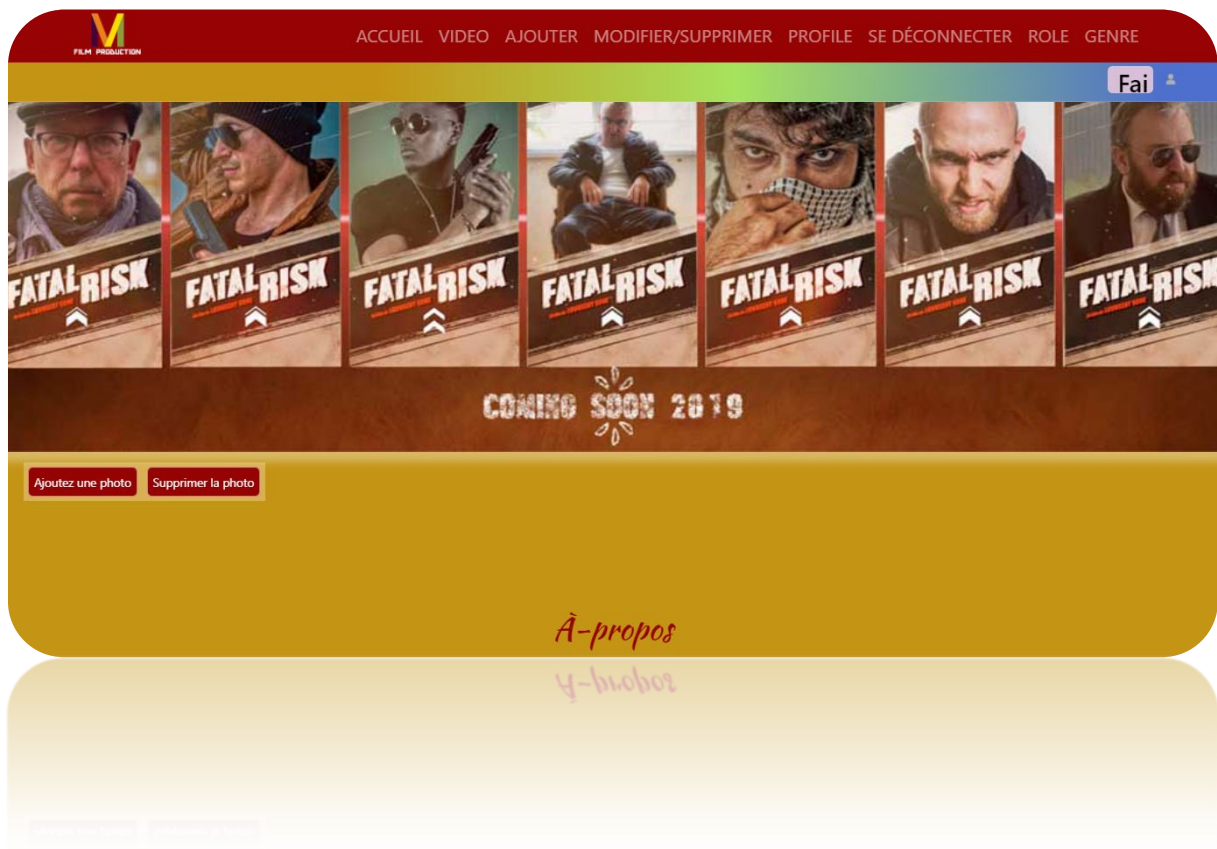 FILM PRODUCTION
ACCUEIL VIDEO AJOUTER MODIFIER/SUPPRIMER PROFILE SE DÉCONNECTER ROLE GENRE
Fai
FATAL RISK FATAL RISK FATAL RISK FATAL RISK FATAL RISK FATAL RISK FATAL RISK
COMING SOON 2019
Ajoutez une photo Supprimer la photo
À-propos
À-propos